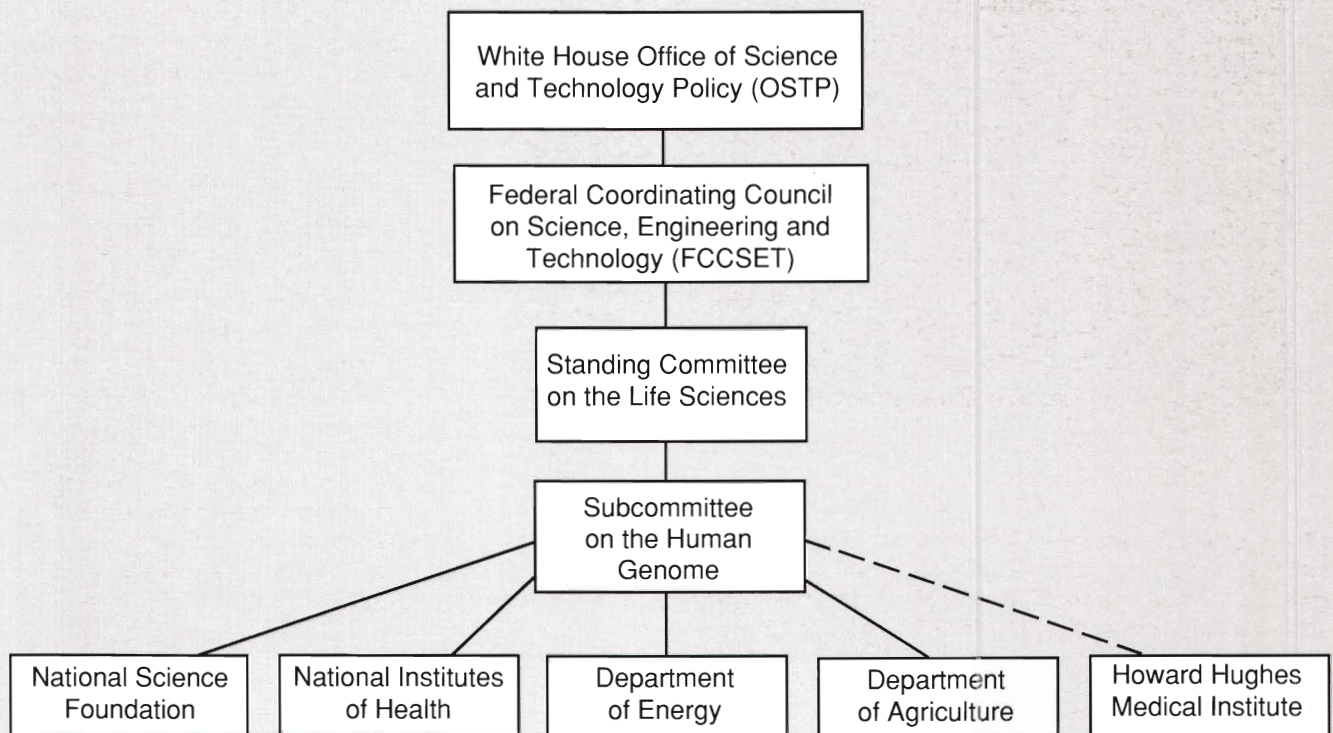 White House Office of Science
and Technology Policy (OSTP)
Federal Coordinating Council
on Science, Engineering and
Technology (FCCSET)
Standing Committee
on the Life Sciences
Subcommittee
on the Human
Genome
National Science
Foundation
National Institutes
of Health
Department
of Energy
Department
of Agriculture
Howard Hughes
Medical Institute